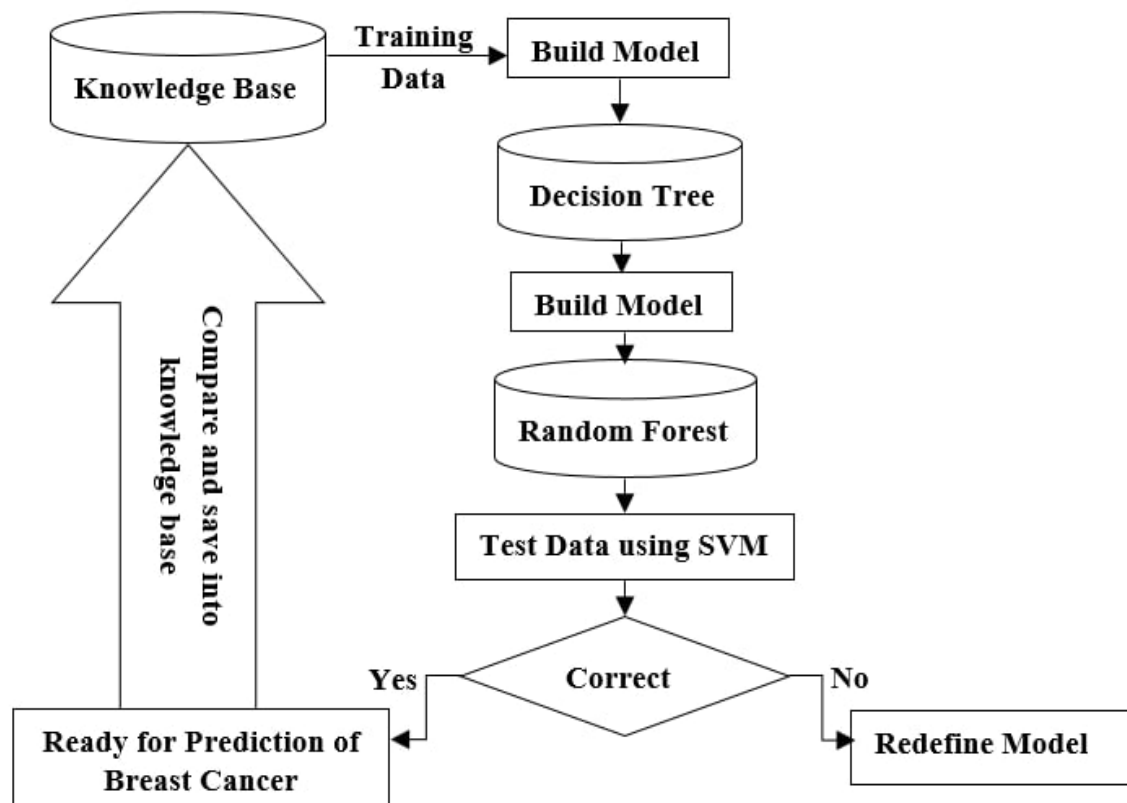 Knowledge Base
Training
Data
Build Model
Decision Tree
Build Model
Random Forest
Test Data using SVM
Correct
Yes
No
Ready for Prediction of
Breast Cancer
Redefine Model
Compare and save into
knowledge base